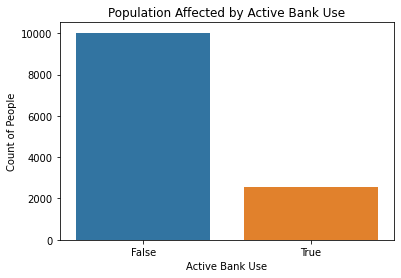 Population Affected by Active Bank Use
Count of People
10000
8000
6000
4000
2000
0
False
True
Active Bank Use